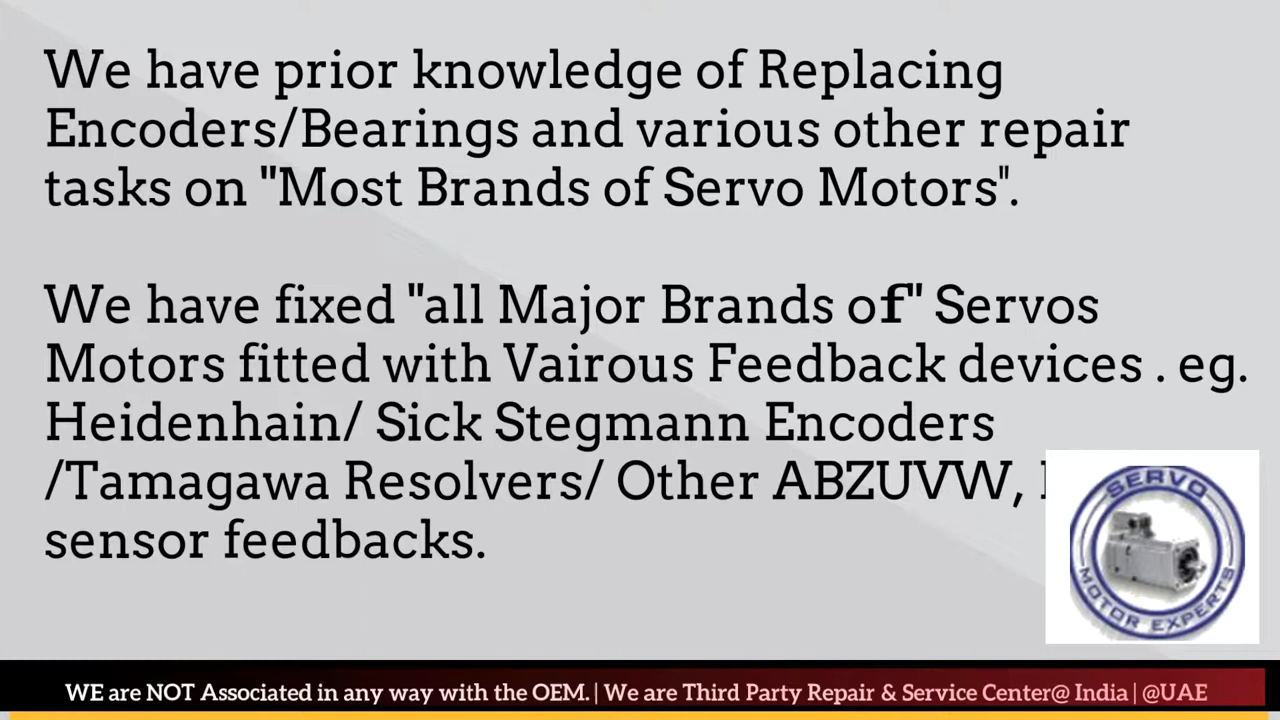 We have prior knowledge of Replacing
Encoders/Bearings and various other repair
tasks on "Most Brands of Servo Motors".
We have fixed "all Major Brands of" Servos
Motors fitted with Vairous Feedback devices . eg.
Heidenhain/ Sick Stegmann Encoders
/Tamagawa Resolvers/ Other ABZUVW,
sensor feedbacks.
SERVO
MOTOR EXPERTS
WE are NOT Associated in any way with the OEM. | We are Third Party Repair & Service Center@ India | @UAE